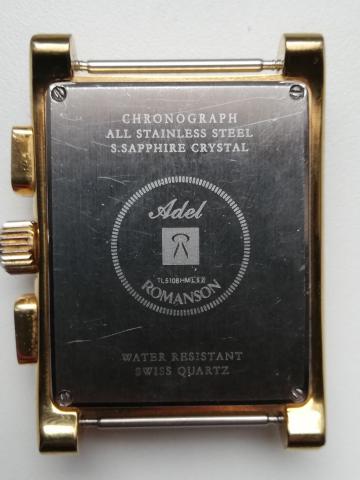 CHRONOGRAPH
ALL STAINLESS STEEL
S.SAPPHIRE CRYSTAL
Adel
ROMANSON
WATER RESISTANT
SWISS QUARTZ